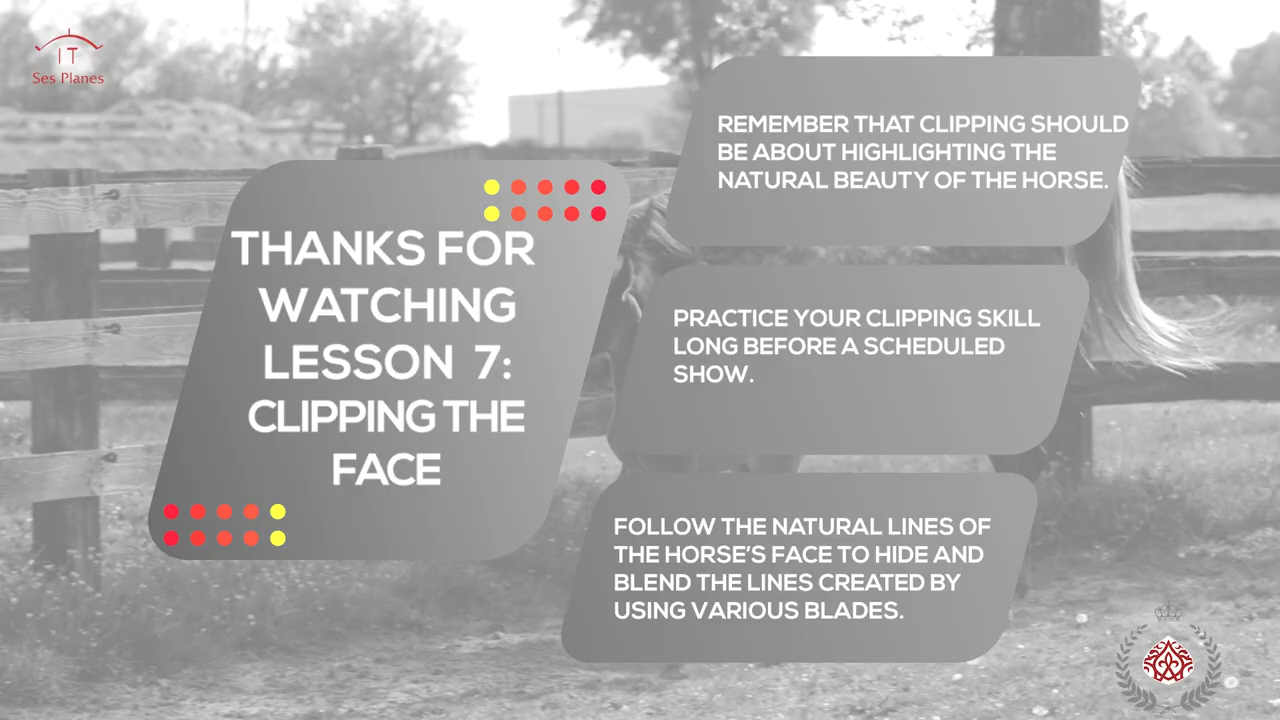 IT
Ses Planes
THANKS FOR
WATCHING
LESSON 7:
CLIPPING THE
FACE
REMEMBER THAT CLIPPING SHOULD
BE ABOUT HIGHLIGHTING THE
NATURAL BEAUTY OF THE HORSE.
PRACTICE YOUR CLIPPING SKILL
LONG BEFORE A SCHEDULED
SHOW.
FOLLOW THE NATURAL LINES OF
THE HORSE'S FACE TO HIDE AND
BLEND THE LINES CREATED BY
USING VARIOUS BLADES.